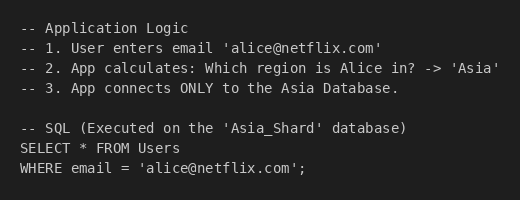 -- Application Logic
-- 1. User enters email 'alice@netflix.com'
-- 2. App calculates: Which region is Alice in? -> 'Asia'
-- 3. App connects ONLY to the Asia Database.
-- SQL (Executed on the 'Asia_Shard' database)
SELECT * FROM Users
WHERE email = 'alice@netflix.com';